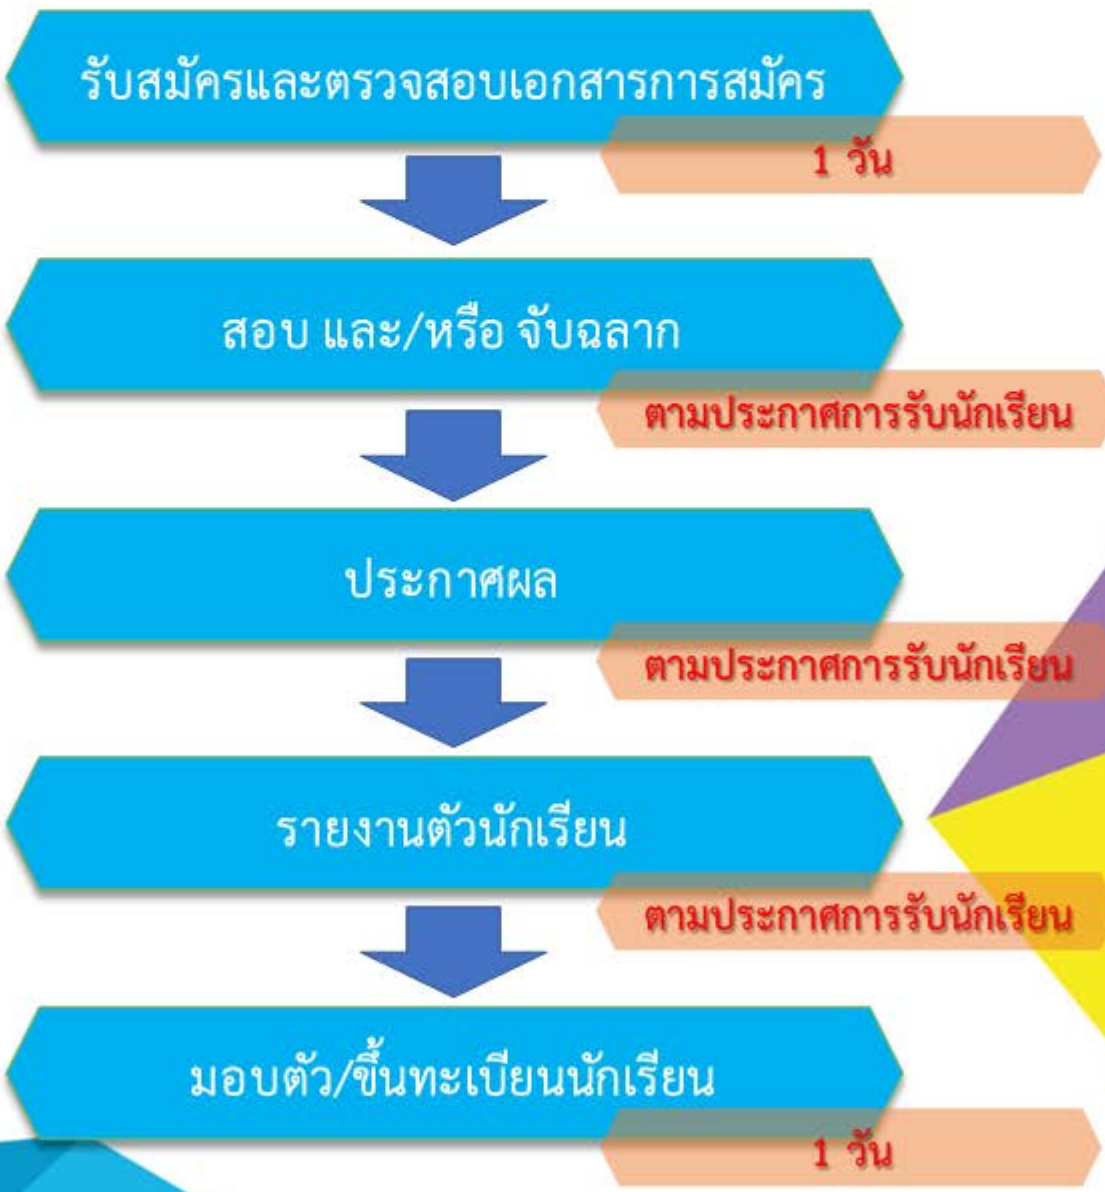 รับสมัครและตรวจสอบเอกสารการสมัคร
1 วัน
สอบ และ/หรือ จับฉลาก
ตามประกาศการรับนักเรียน
ประกาศผล
ตามประกาศการรับนักเรียน
รายงานตัวนักเรียน
ตามประกาศการรับนักเรียน
มอบตัว/ขึ้นทะเบียนนักเรียน
1 วัน